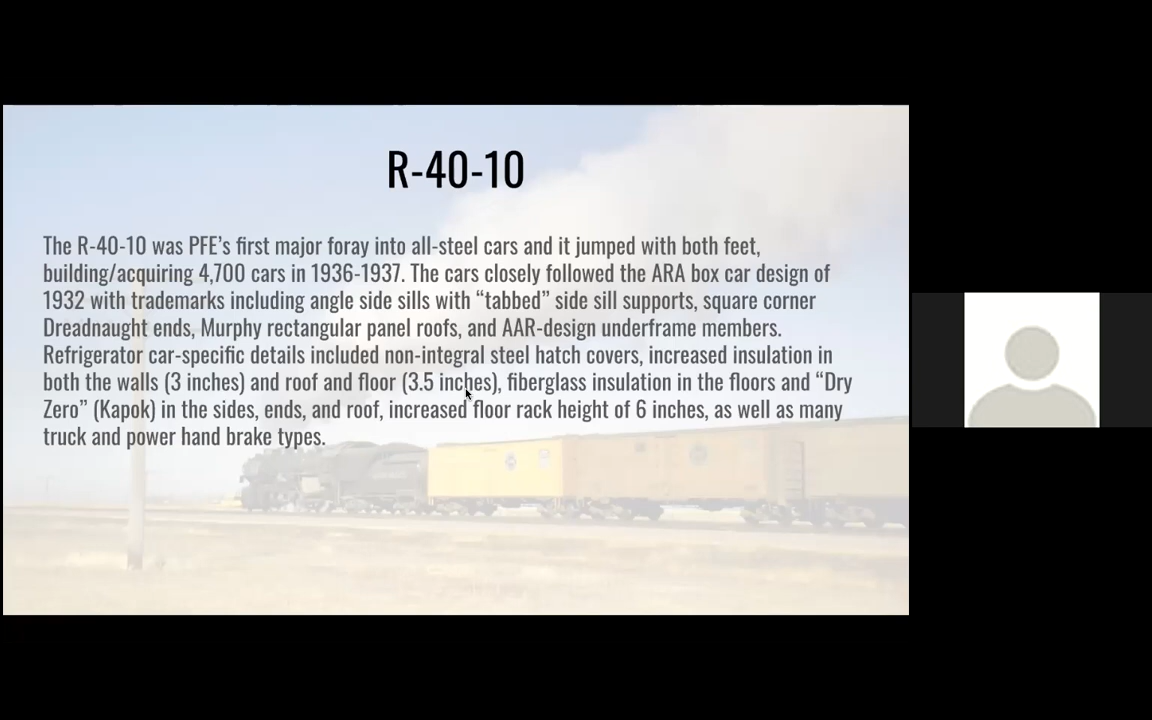 R-40-10
The R-40-10 was PFE’s first major foray into all-steel cars and it jumped with both feet,
building/acquiring 4,700 cars in 1936-1937. The cars closely followed the ARA box car design of
1932 with trademarks including angle side sills with “tabbed” side sill supports, square corner
Dreadnaught ends, Murphy rectangular panel roofs, and AAR-design underframe members.
Refrigerator car-specific details included non-integral steel hatch covers, increased insulation in
both the walls (3 inches) and roof and floor (3.5 inches), fiberglass insulation in the floors and “Dry
Zero” (Kapok) in the sides, ends, and roof, increased floor rack height of 6 inches, as well as many
truck and power hand brake types.